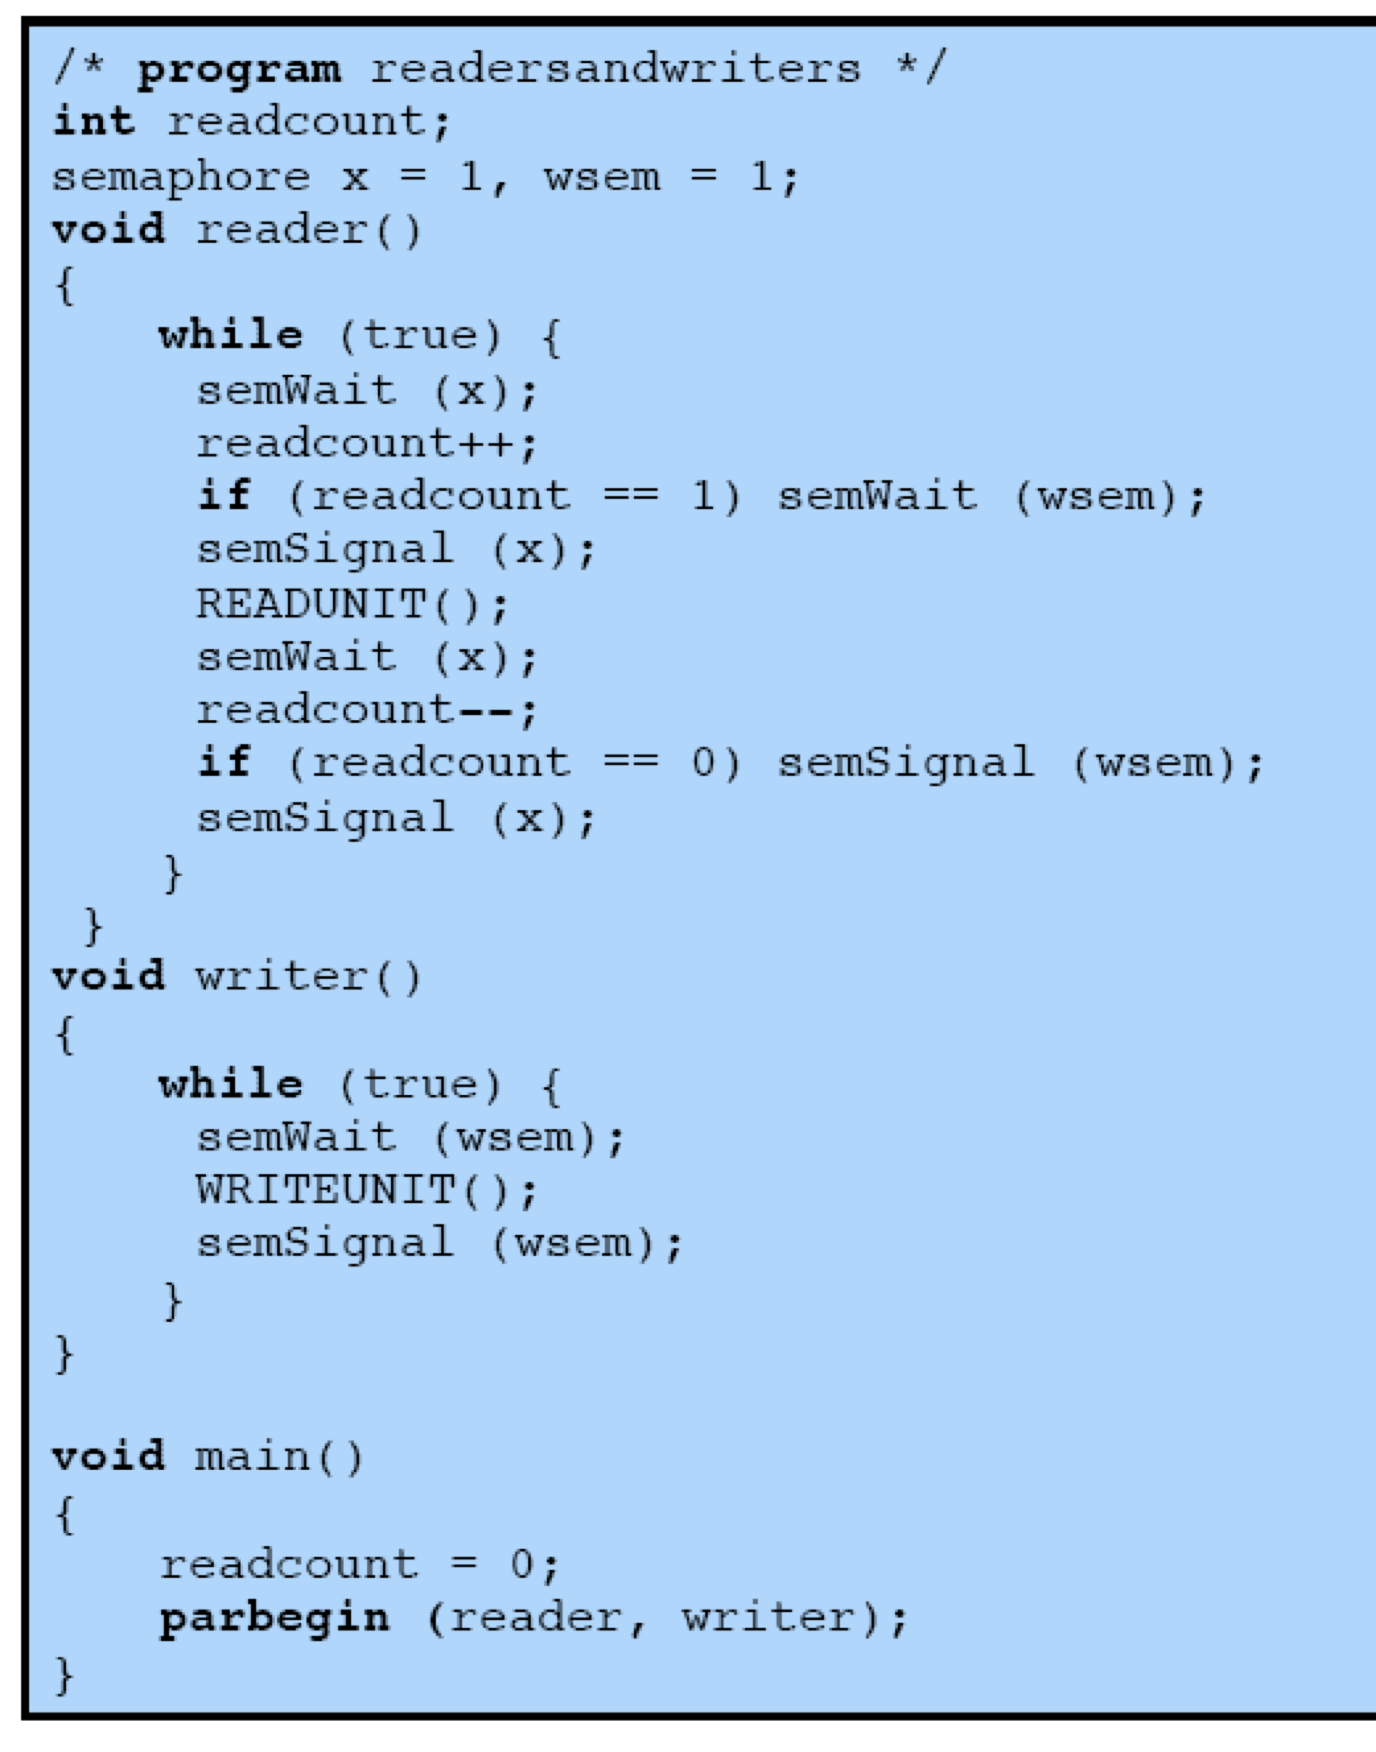 /* program readersandwriters */
int readcount;
semaphore x = 1, wsem = 1;
void reader()
{
while (true) {
semWait (x);
readcount++;
if (readcount == 1) semWait (wsem);
semSignal (x);
READUNIT();
semWait (x);
readcount--;
if (readcount == 0) semSignal (wsem);
semSignal (x);
}
}
void writer()
{
while (true) {
semWait (wsem);
WRITEUNIT();
semSignal (wsem);
}
}
void main()
{
readcount = 0;
parbegin (reader, writer);
}